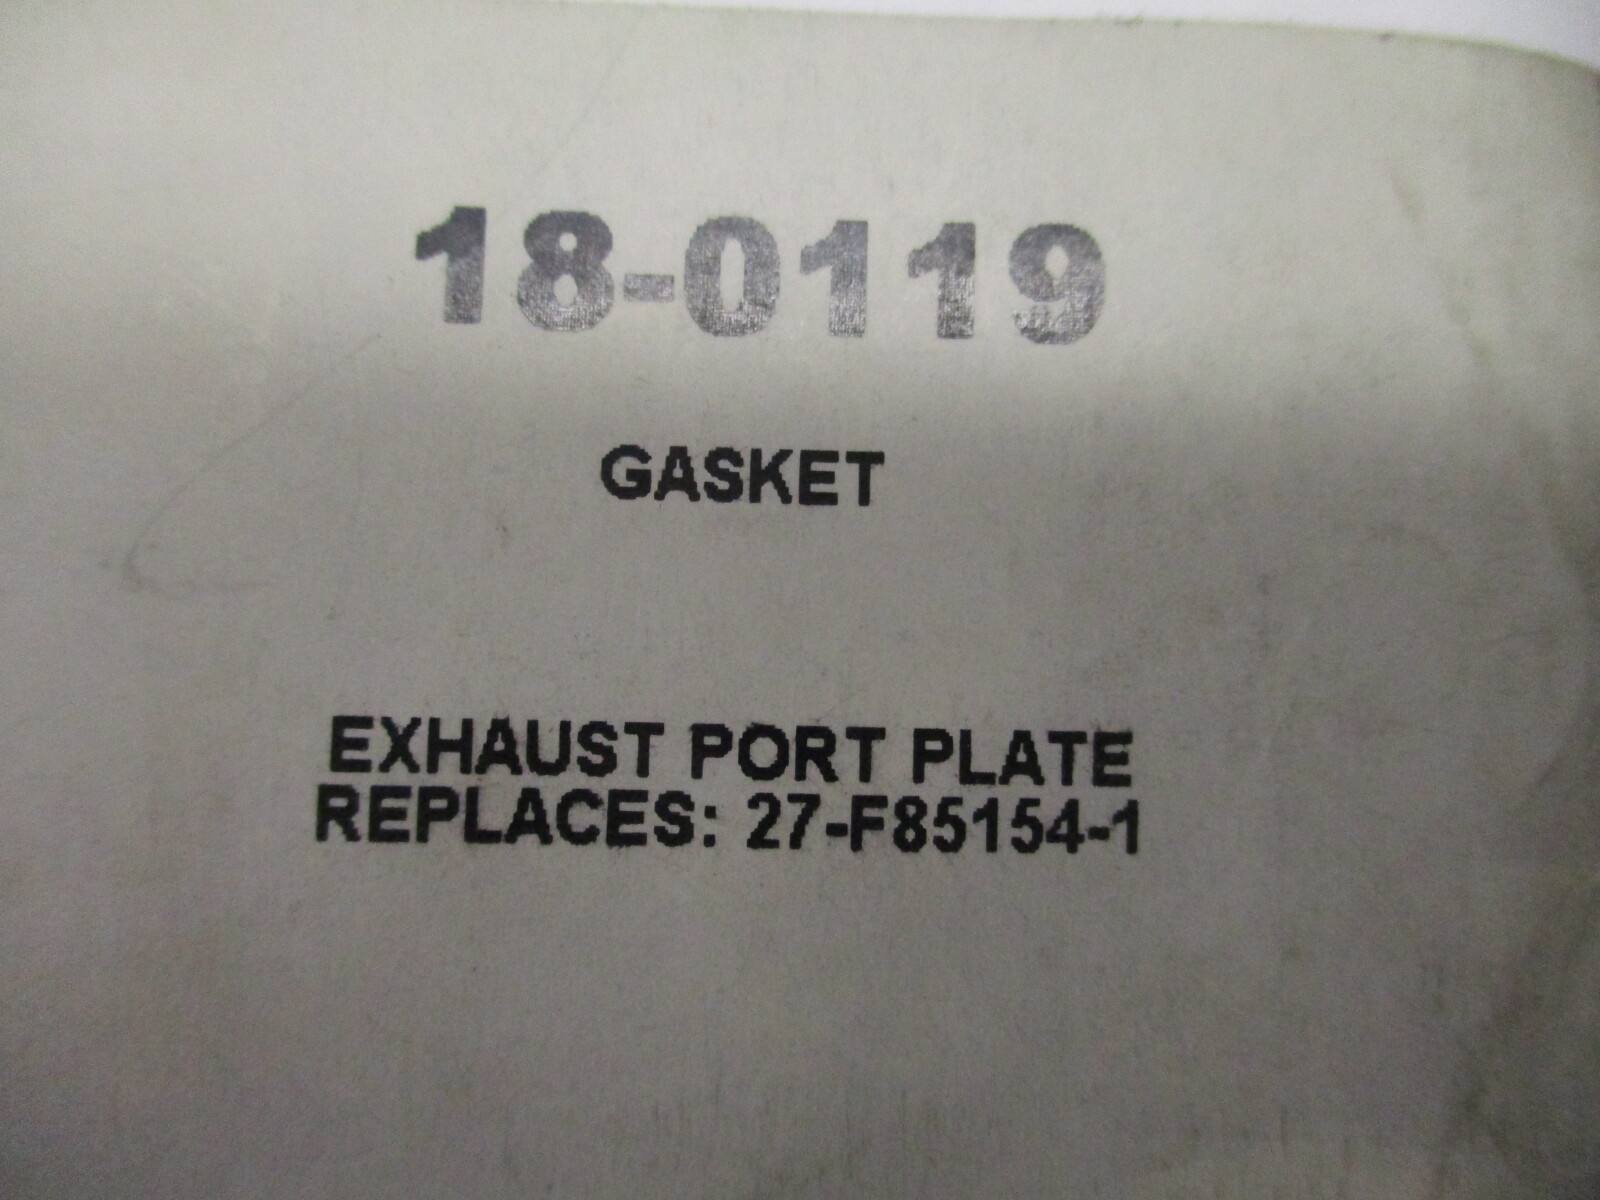 18-0119
GASKET
EXHAUST PORT PLATE
REPLACES: 27-F85154-1